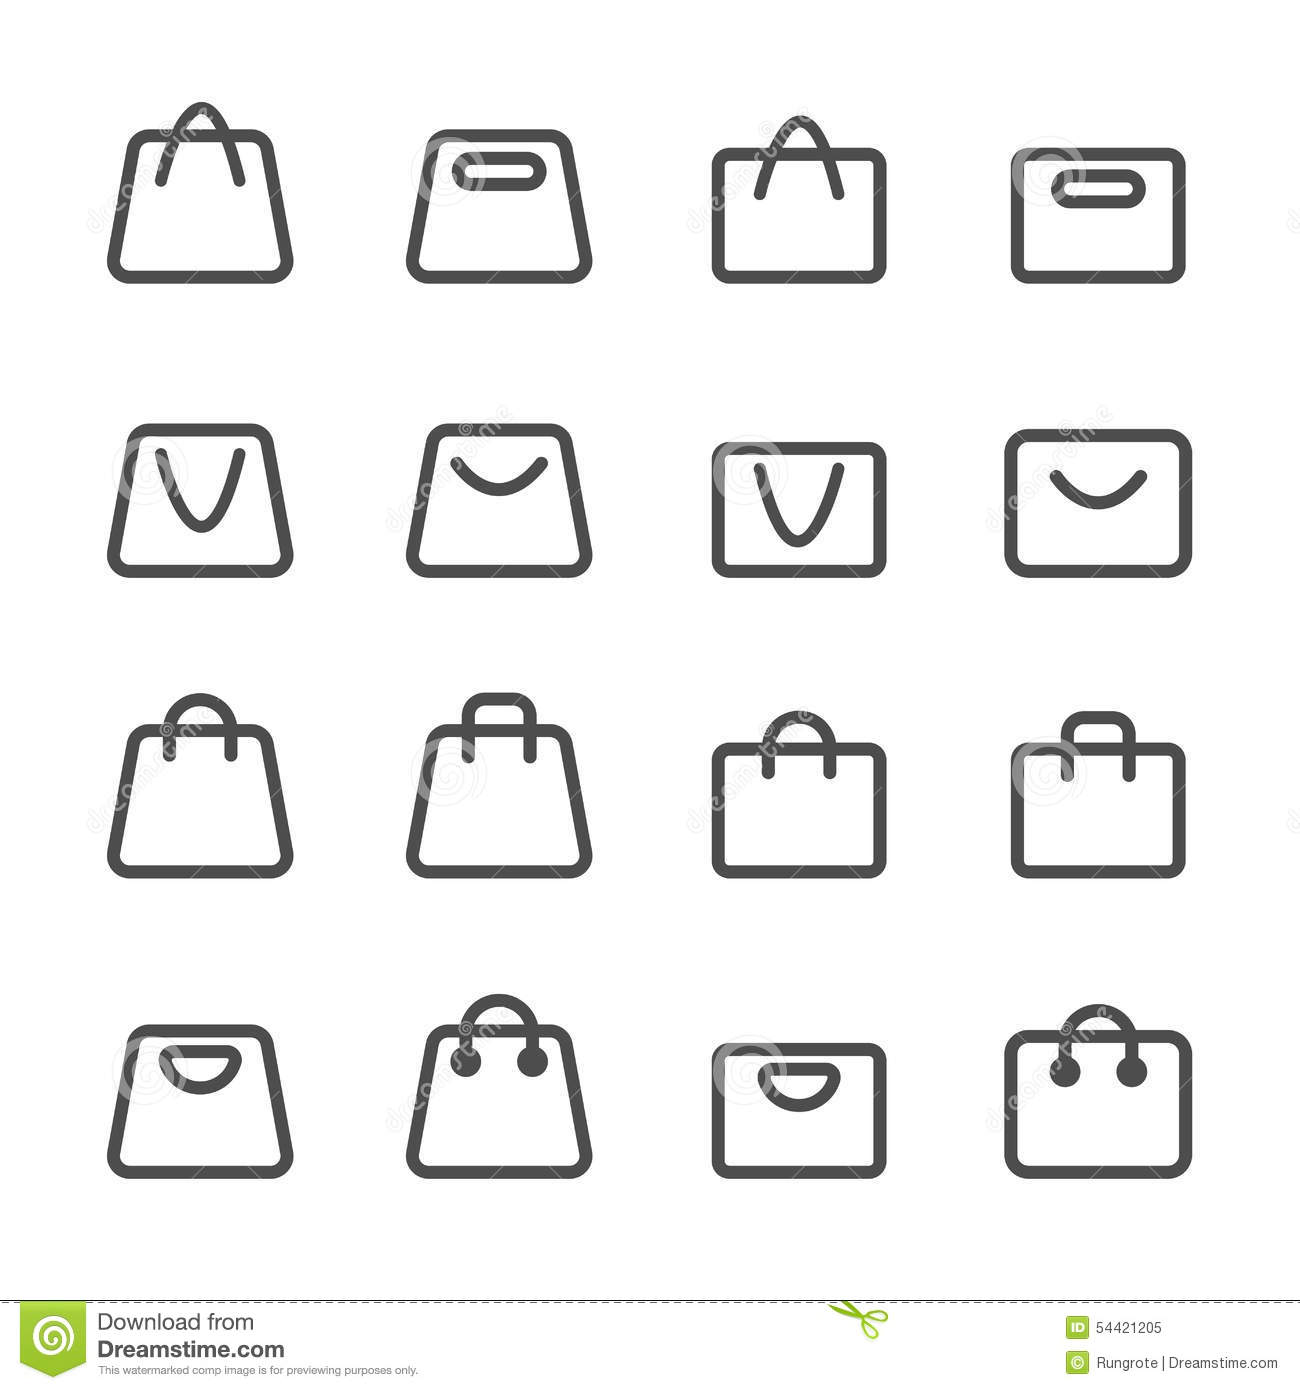 Download from
Dreamstime.com
This watermarked comp image is for previewing purposes only.
ID 54421205
© Rungrote | Dreamstime.com